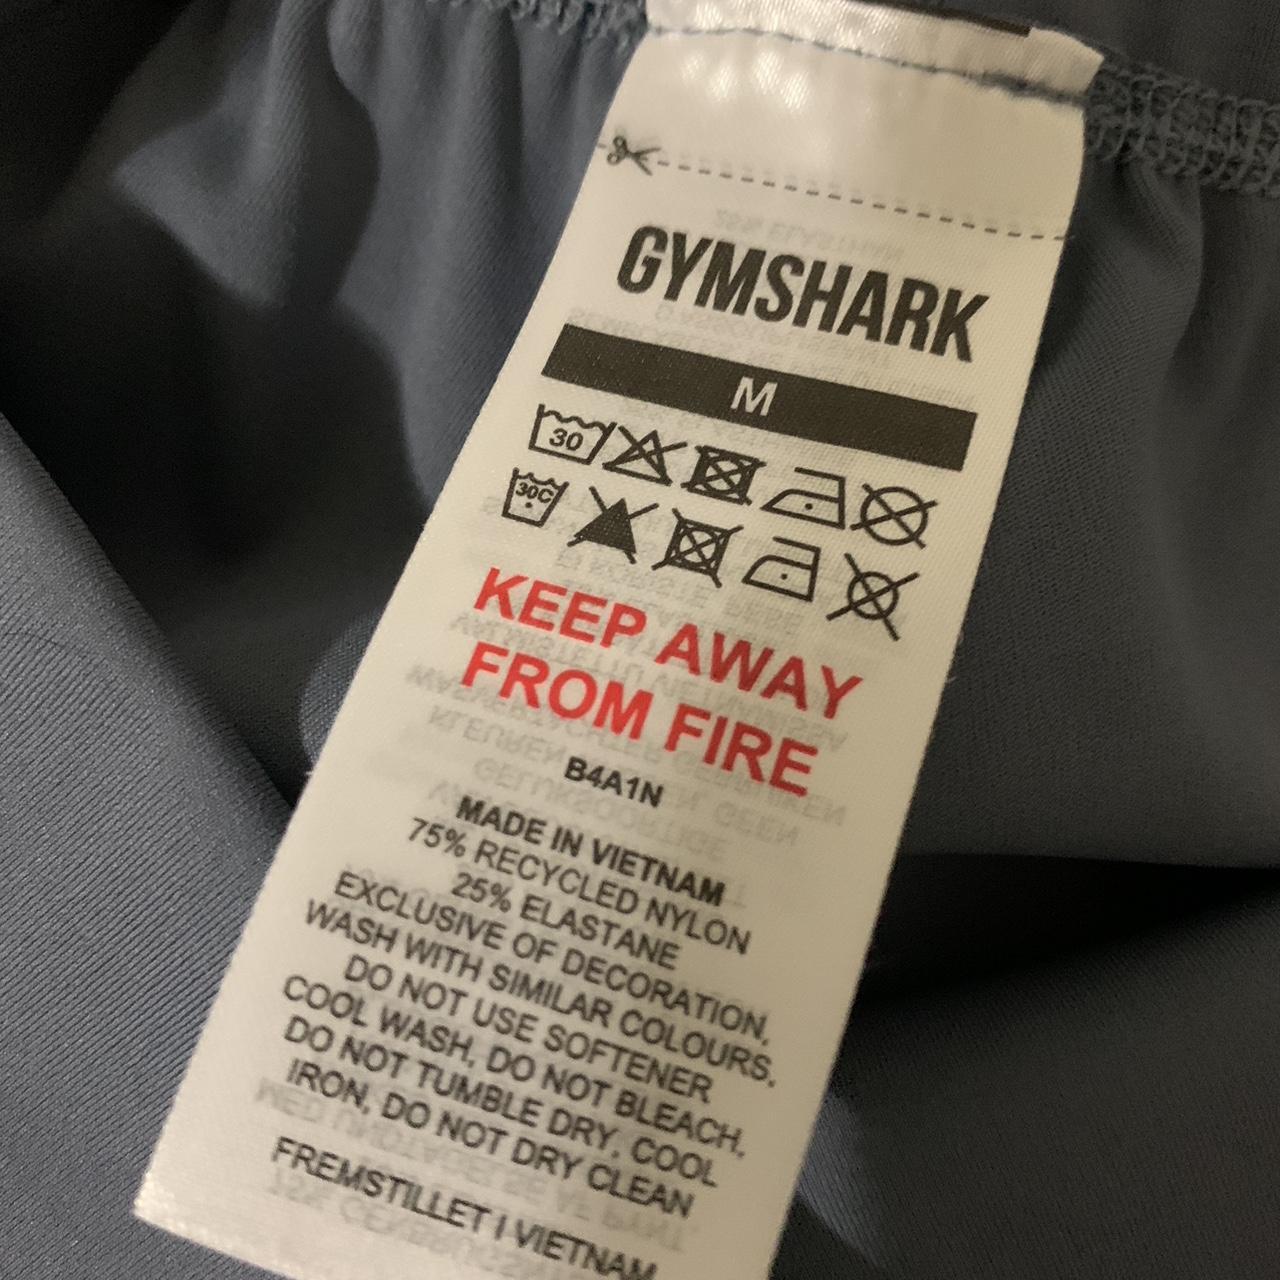 GYMSHARK
M
30
30C
KEEP AWAY
FROM FIRE
B4A1N
MADE IN VIETNAM
75% RECYCLED NYLON
25% ELASTANE
EXCLUSIVE OF DECORATION,
WASH WITH SIMILAR COLOURS,
DO NOT USE SOFTENER
COOL WASH, DO NOT BLEACH,
DO NOT TUMBLE DRY, COOL
IRON, DO NOT DRY CLEAN
FREMSTILLET I VIETNAM